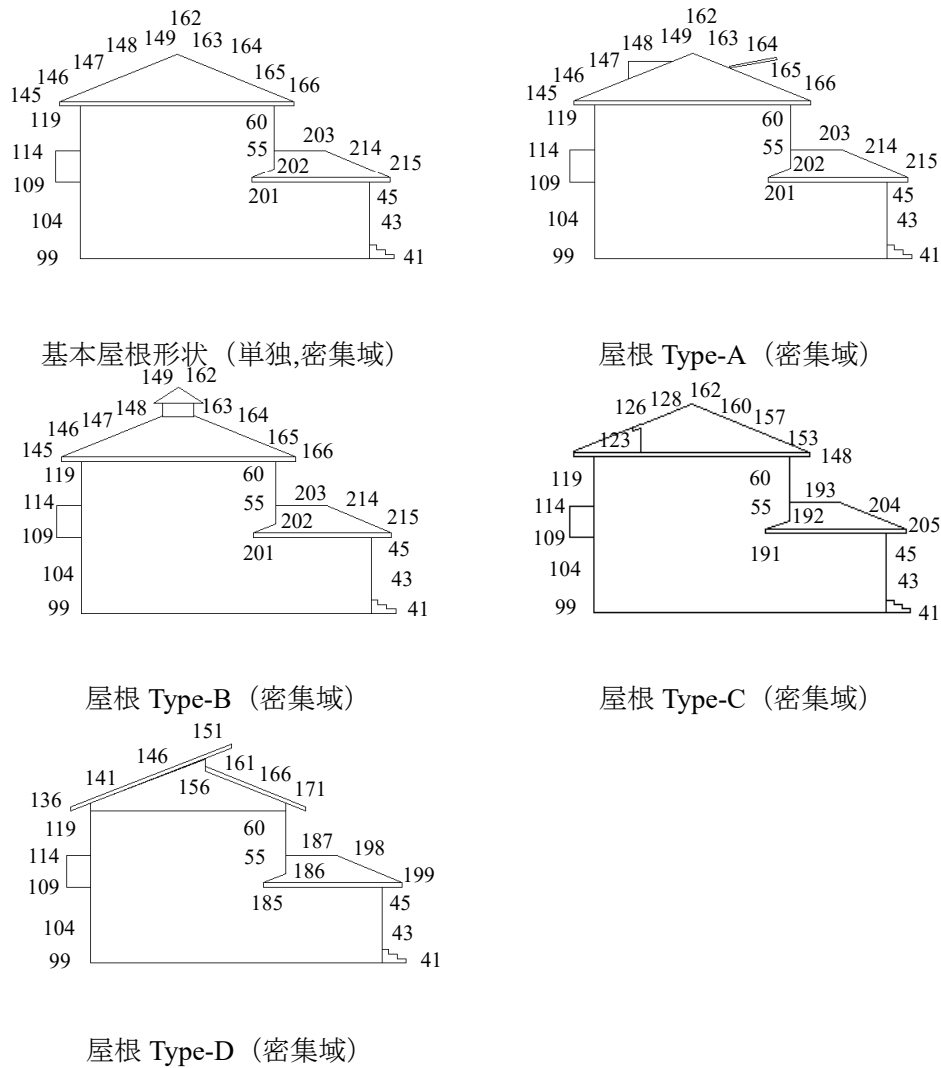 162
149 163
148 164
147
146 165
145 166
119 60
114 55 203 214
109 202 215
201 45
104 43
99 41
基本屋根形状（単独,密集域）
162
149 163
148 164
147 165
146 166
145
119 60
114 55 203 214
109 202 215
201 45
104 43
99 41
屋根 Type-A（密集域）
149 162
148 163
147 164
146 165
145 166
119 60
114 55 203 214
109 202 215
201 45
104 43
99 41
屋根 Type-B（密集域）
162
126 128 160
157
123 153
148
119 60
114 55 193 204
109 192 205
191 45
104 43
99 41
屋根 Type-C（密集域）
151
146 161
141 156 166
136 171
119 60
114 55 187 198
109 186 199
185 45
104 43
99 41
屋根 Type-D（密集域）